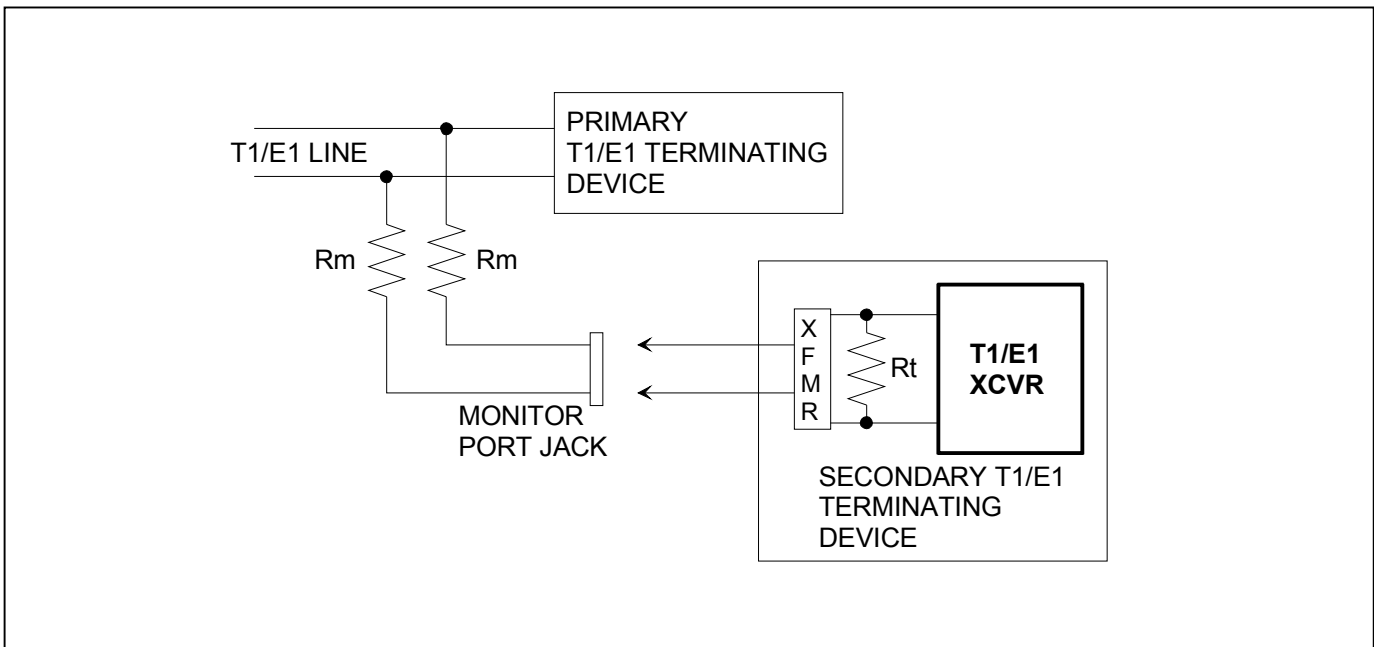 PRIMARY
T1/E1 TERMINATING
DEVICE
T1/E1 LINE
Rm
Rm
MONITOR
PORT JACK
X
F
M
R
Rt
T1/E1
XCVR
SECONDARY T1/E1
TERMINATING
DEVICE